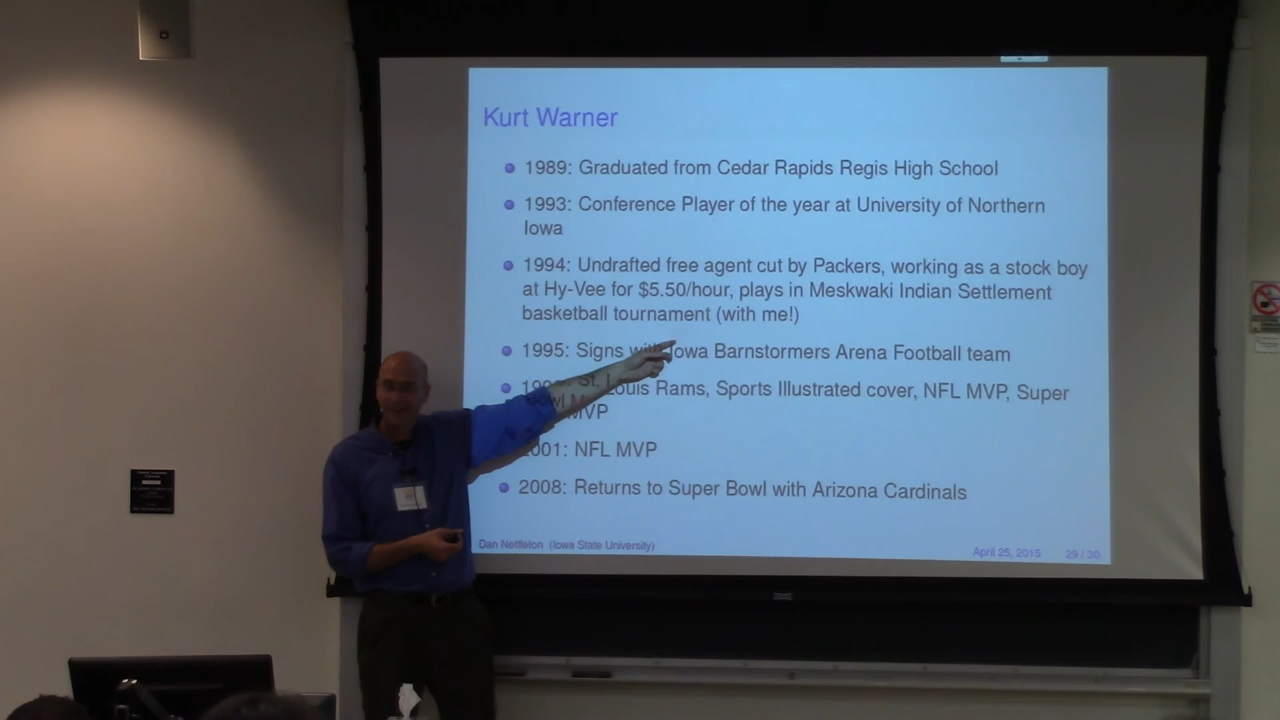 Kurt Warner
1989: Graduated from Cedar Rapids Regis High School
1993: Conference Player of the year at University of Northern
Iowa
1994: Undrafted free agent cut by Packers, working as a stock boy
at Hy-Vee for $5.50/hour, plays in Meskwaki Indian Settlement
basketball tournament (with me!)
1995: Signs with Iowa Barnstormers Arena Football team
St. Louis Rams, Sports Illustrated cover, NFL MVP, Super
MVP
2001: NFL MVP
2008: Returns to Super Bowl with Arizona Cardinals
Dan Nettleton (Iowa State University)
April 25, 2015 29 / 30